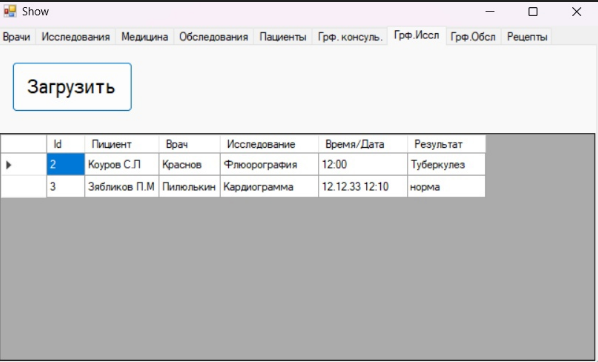 Show
Врачи Исследования Медицина Обследования Пациенты Грф. консуль. Грф.Иссл Грф.Обсл Рецепты
Загрузить
Id Пициент Врач Исследование Время/Дата Результат
2 Коуров С.П Краснов Флюорография 12:00 Туберкулез
3 Зябликов П.М Пилюлькин Кардиограмма 12.12.33 12:10 норма